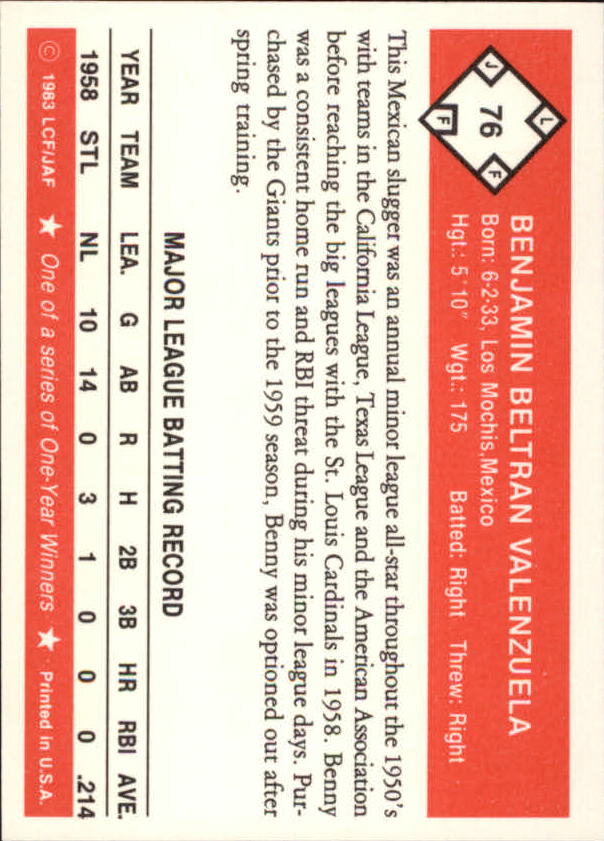 L
J 76 F
F
BENJAMIN BELTRAN VALENZUELA
Born: 6-2-33, Los Mochis, Mexico
Hgt.: 5'10" Wgt.: 175 Batted: Right Threw: Right
This Mexican slugger was an annual minor league all-star throughout the 1950's
with teams in the California League, Texas League and the American Association
before reaching the big leagues with the St. Louis Cardinals in 1958. Benny
was a consistent home run and RBI threat during his minor league days. Pur-
chased by the Giants prior to the 1959 season, Benny was optioned out after
spring training.
MAJOR LEAGUE BATTING RECORD
YEAR TEAM LEA. G AB R H 2B 3B HR RBI AVE.
1958 STL NL 10 14 0 3 1 0 0 0 .214
© 1983 LCF/JAF ★ One of a series of One-Year Winners ★ Printed in U.S.A.